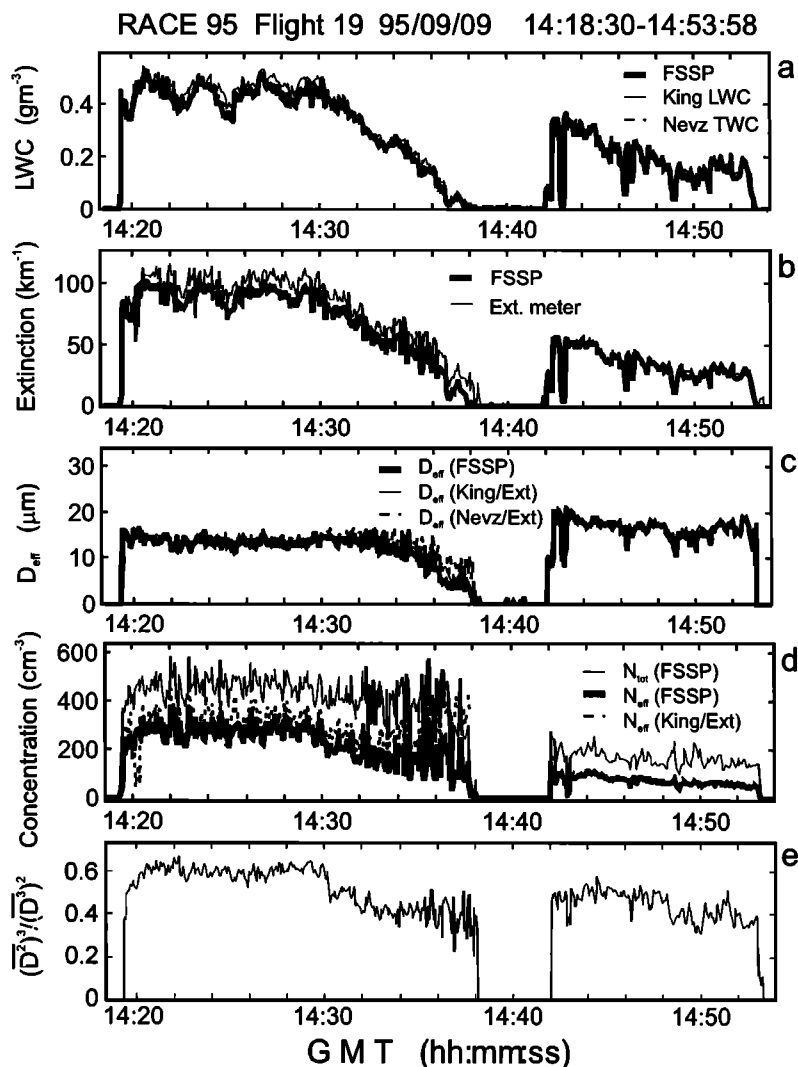 RACE 95 Flight 19 95/09/09 14:18:30-14:53:58
a
LWC (gm⁻³)
0.4
0.2
0
FSSP
King LWC
Nevz TWC
14:20 14:30 14:40 14:50
b
Extinction (km⁻¹)
100
50
0
FSSP
Ext. meter
14:20 14:30 14:40 14:50
c
D_eff (µm)
30
20
10
0
D_eff (FSSP)
D_eff (King/Ext)
D_eff (Nevz/Ext)
14:20 14:30 14:40 14:50
d
Concentration (cm⁻³)
600
400
200
0
N_tot (FSSP)
N_eff (FSSP)
N_eff (King/Ext)
14:20 14:30 14:40 14:50
e
(D̅²)³/(D̅³)²
0.6
0.4
0.2
0
14:20 14:30 14:40 14:50
G M T (hh:mm:ss)